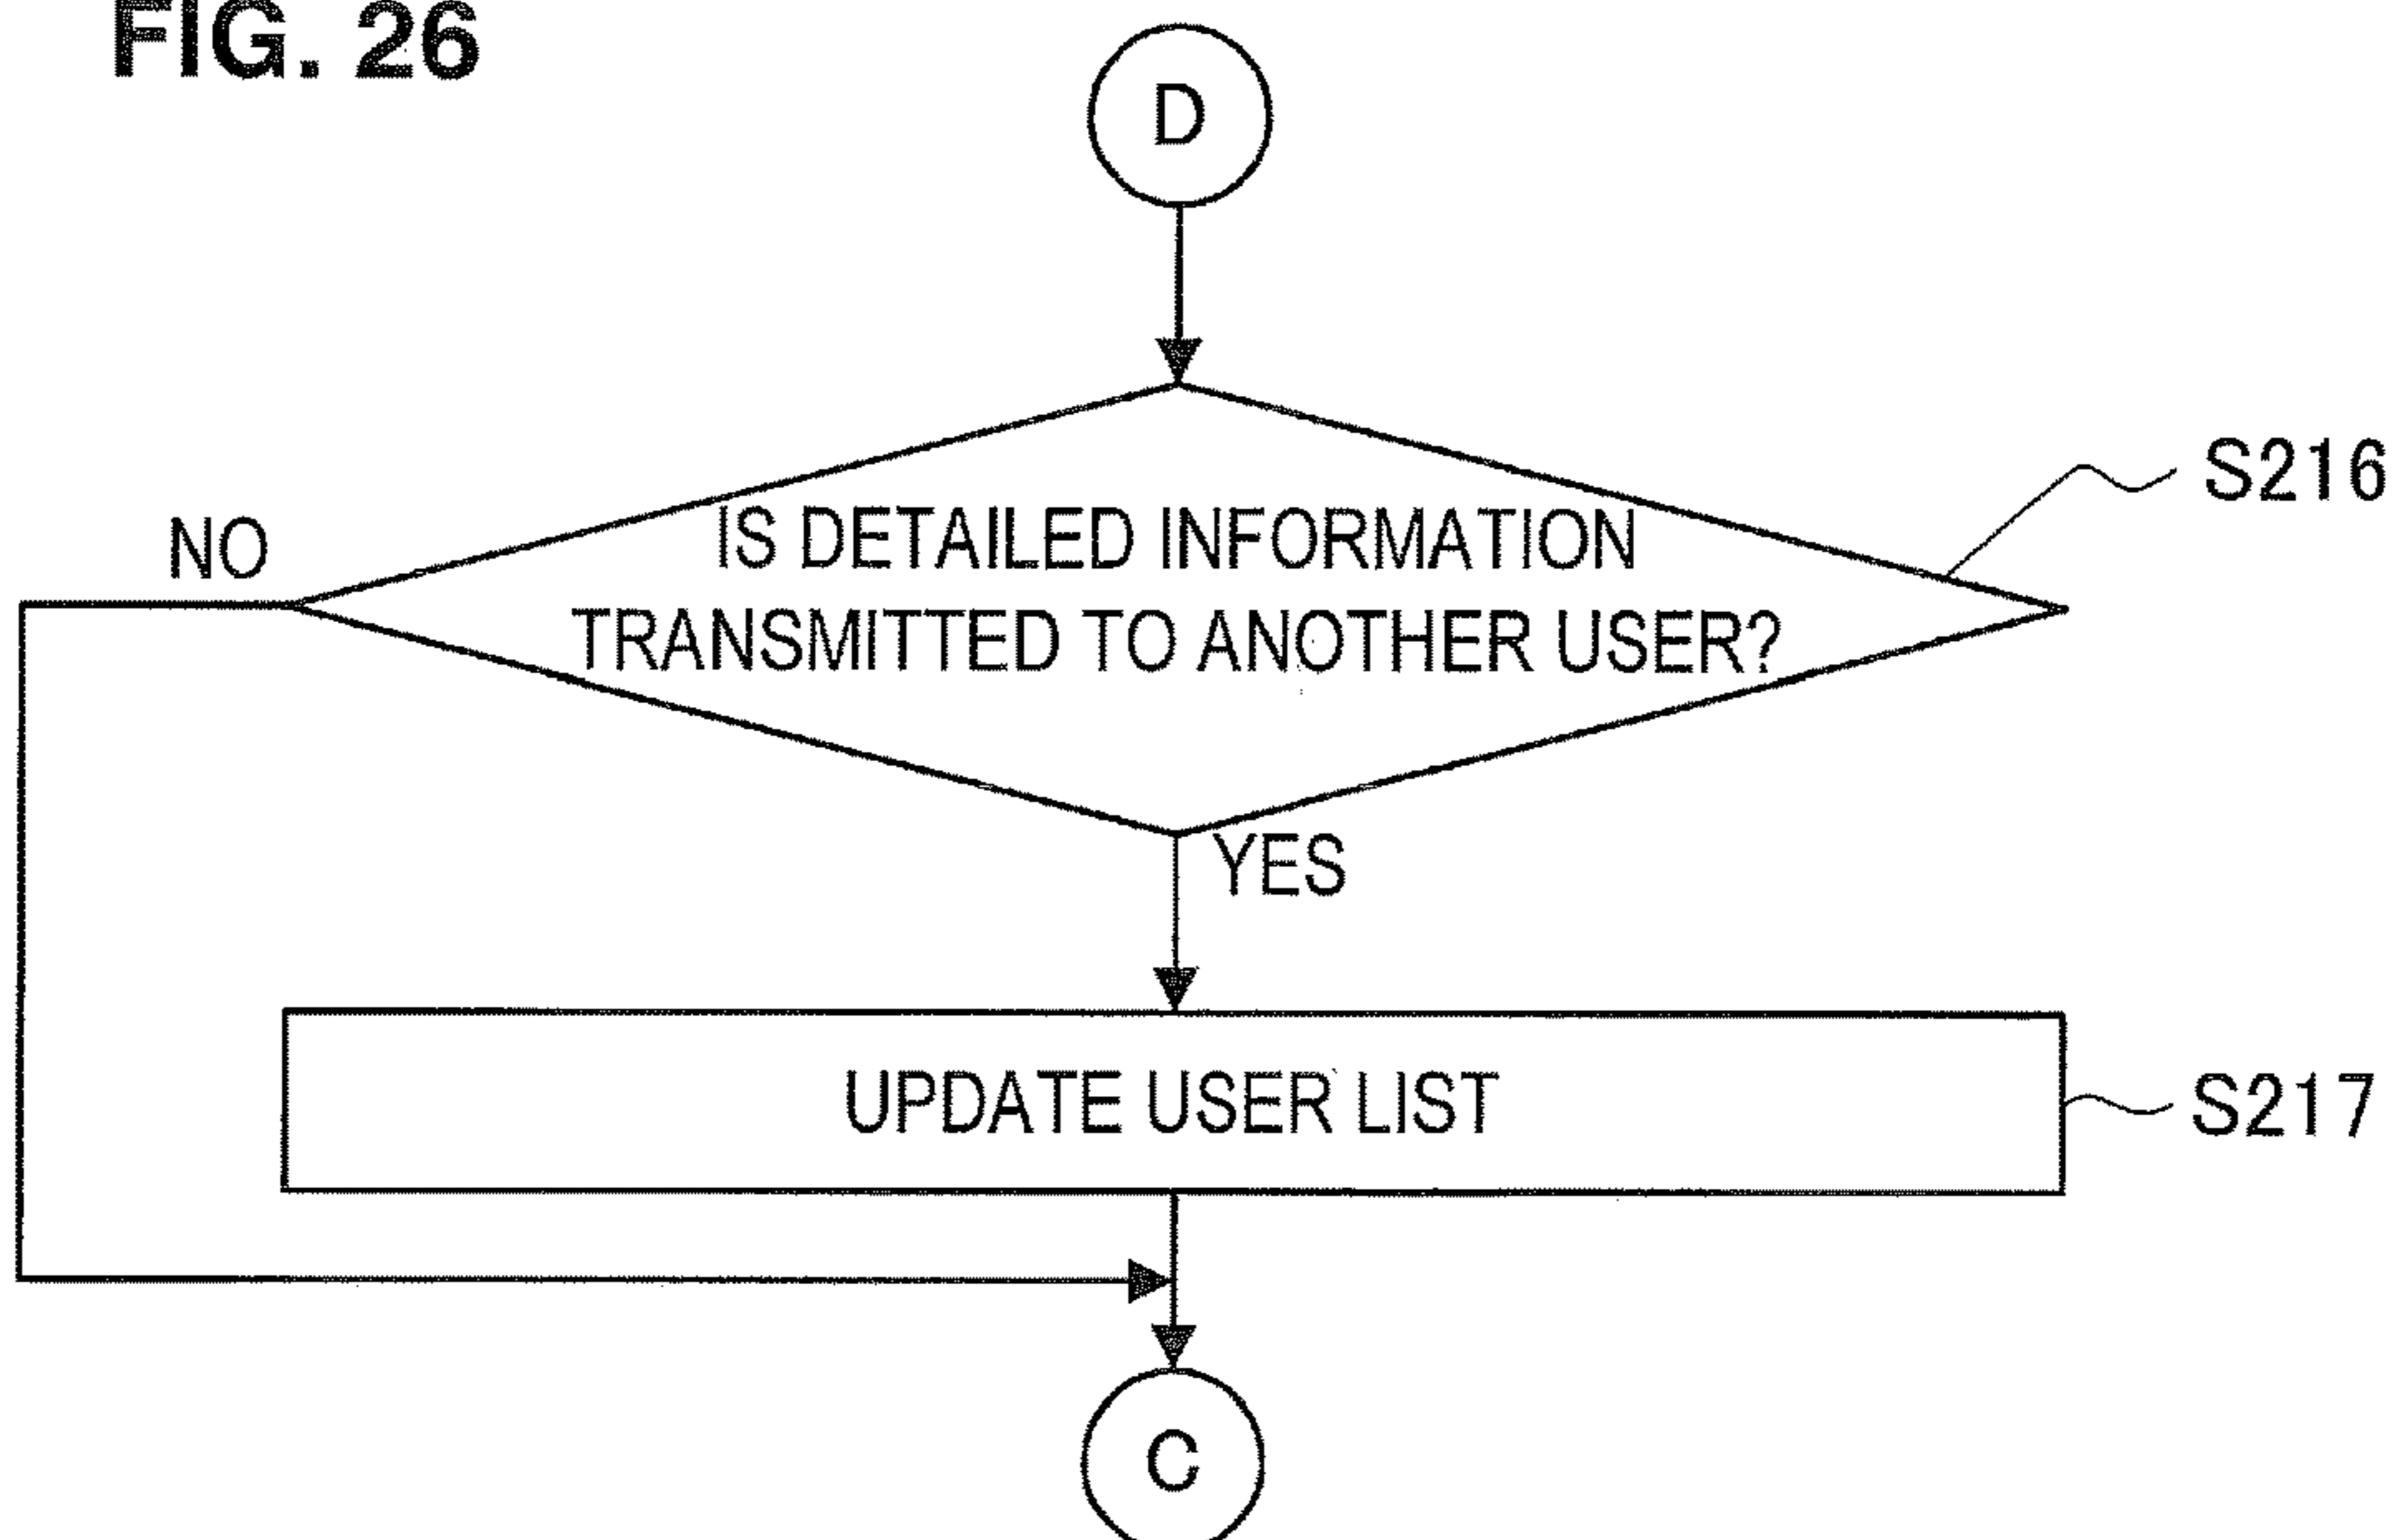 FIG. 26
D
S216
NO
IS DETAILED INFORMATION
TRANSMITTED TO ANOTHER USER?
YES
UPDATE USER LIST
S217
C